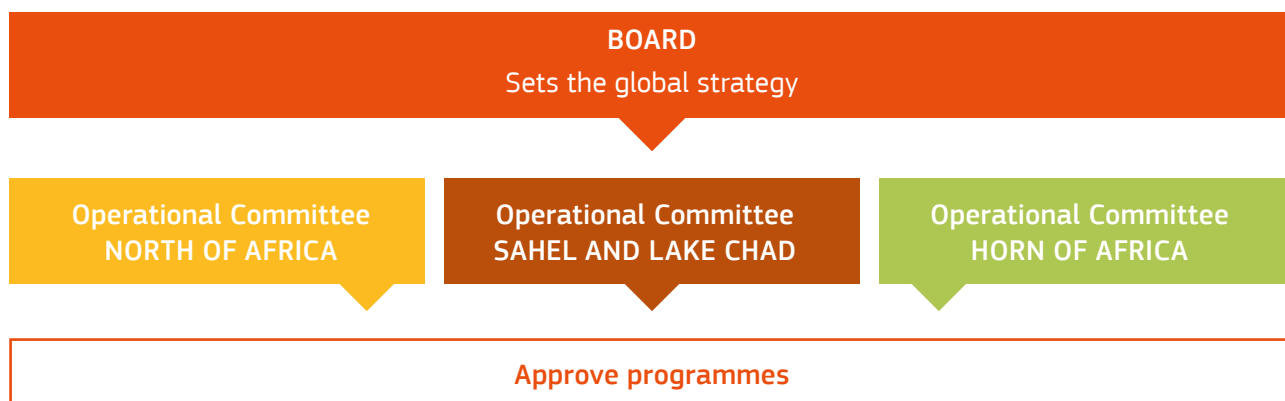 BOARD
Sets the global strategy
Operational Committee
NORTH OF AFRICA
Operational Committee
SAHEL AND LAKE CHAD
Operational Committee
HORN OF AFRICA
Approve programmes